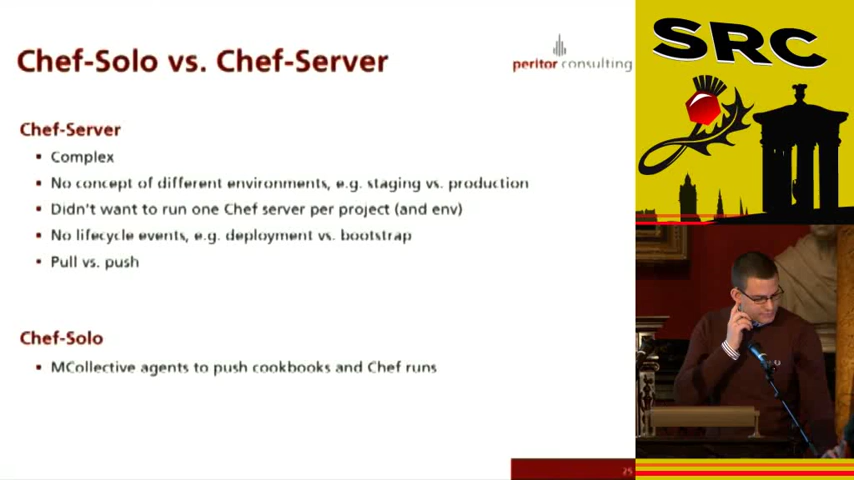 Chef-Solo vs. Chef-Server
peritor consulting
Chef-Server
Complex
No concept of different environments, e.g. staging vs. production
Didn't want to run one Chef server per project (and env)
No lifecycle events, e.g. deployment vs. bootstrap
Pull vs. push
Chef-Solo
MCollective agents to push cookbooks and Chef runs
25
SRC